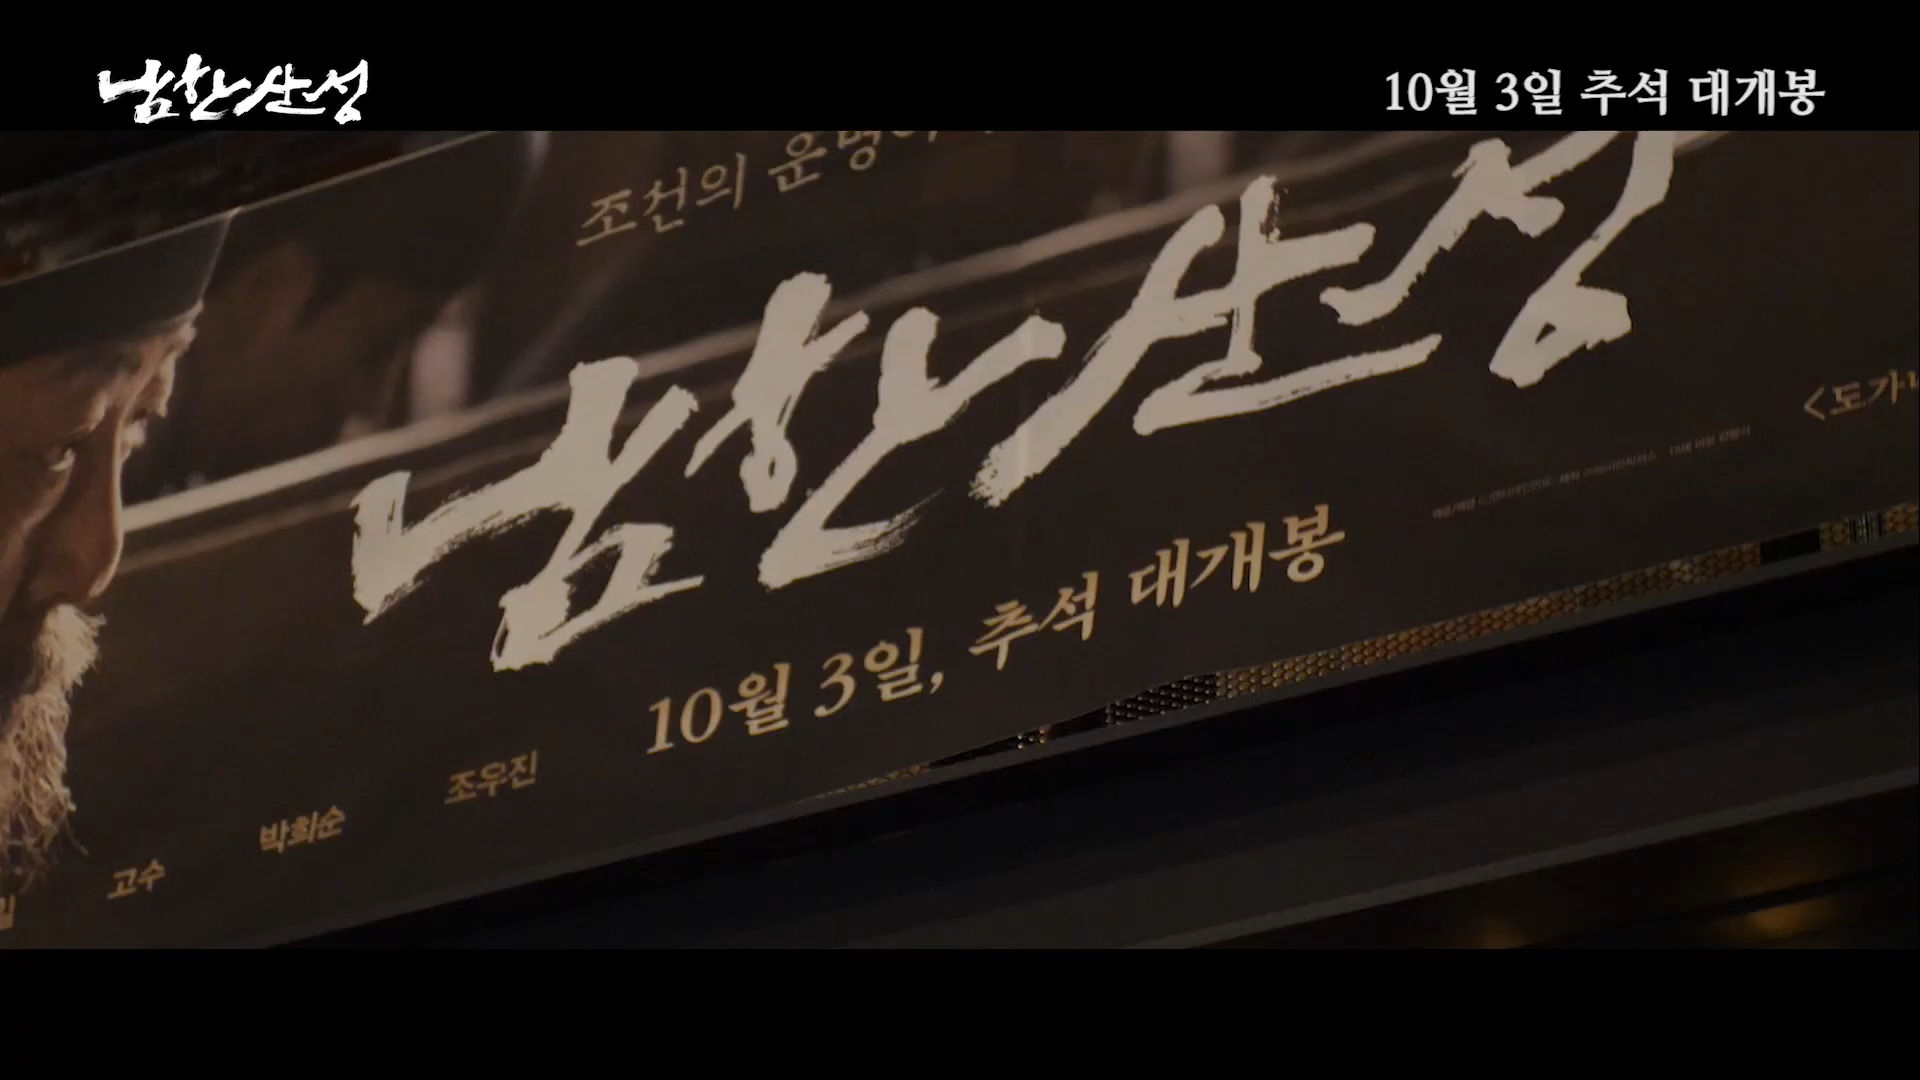 남한산성
10월 3일 추석 대개봉
조선의 운명이
남한산성
<도가니
10월 3일, 추석 대개봉
조우진
박희순
고수